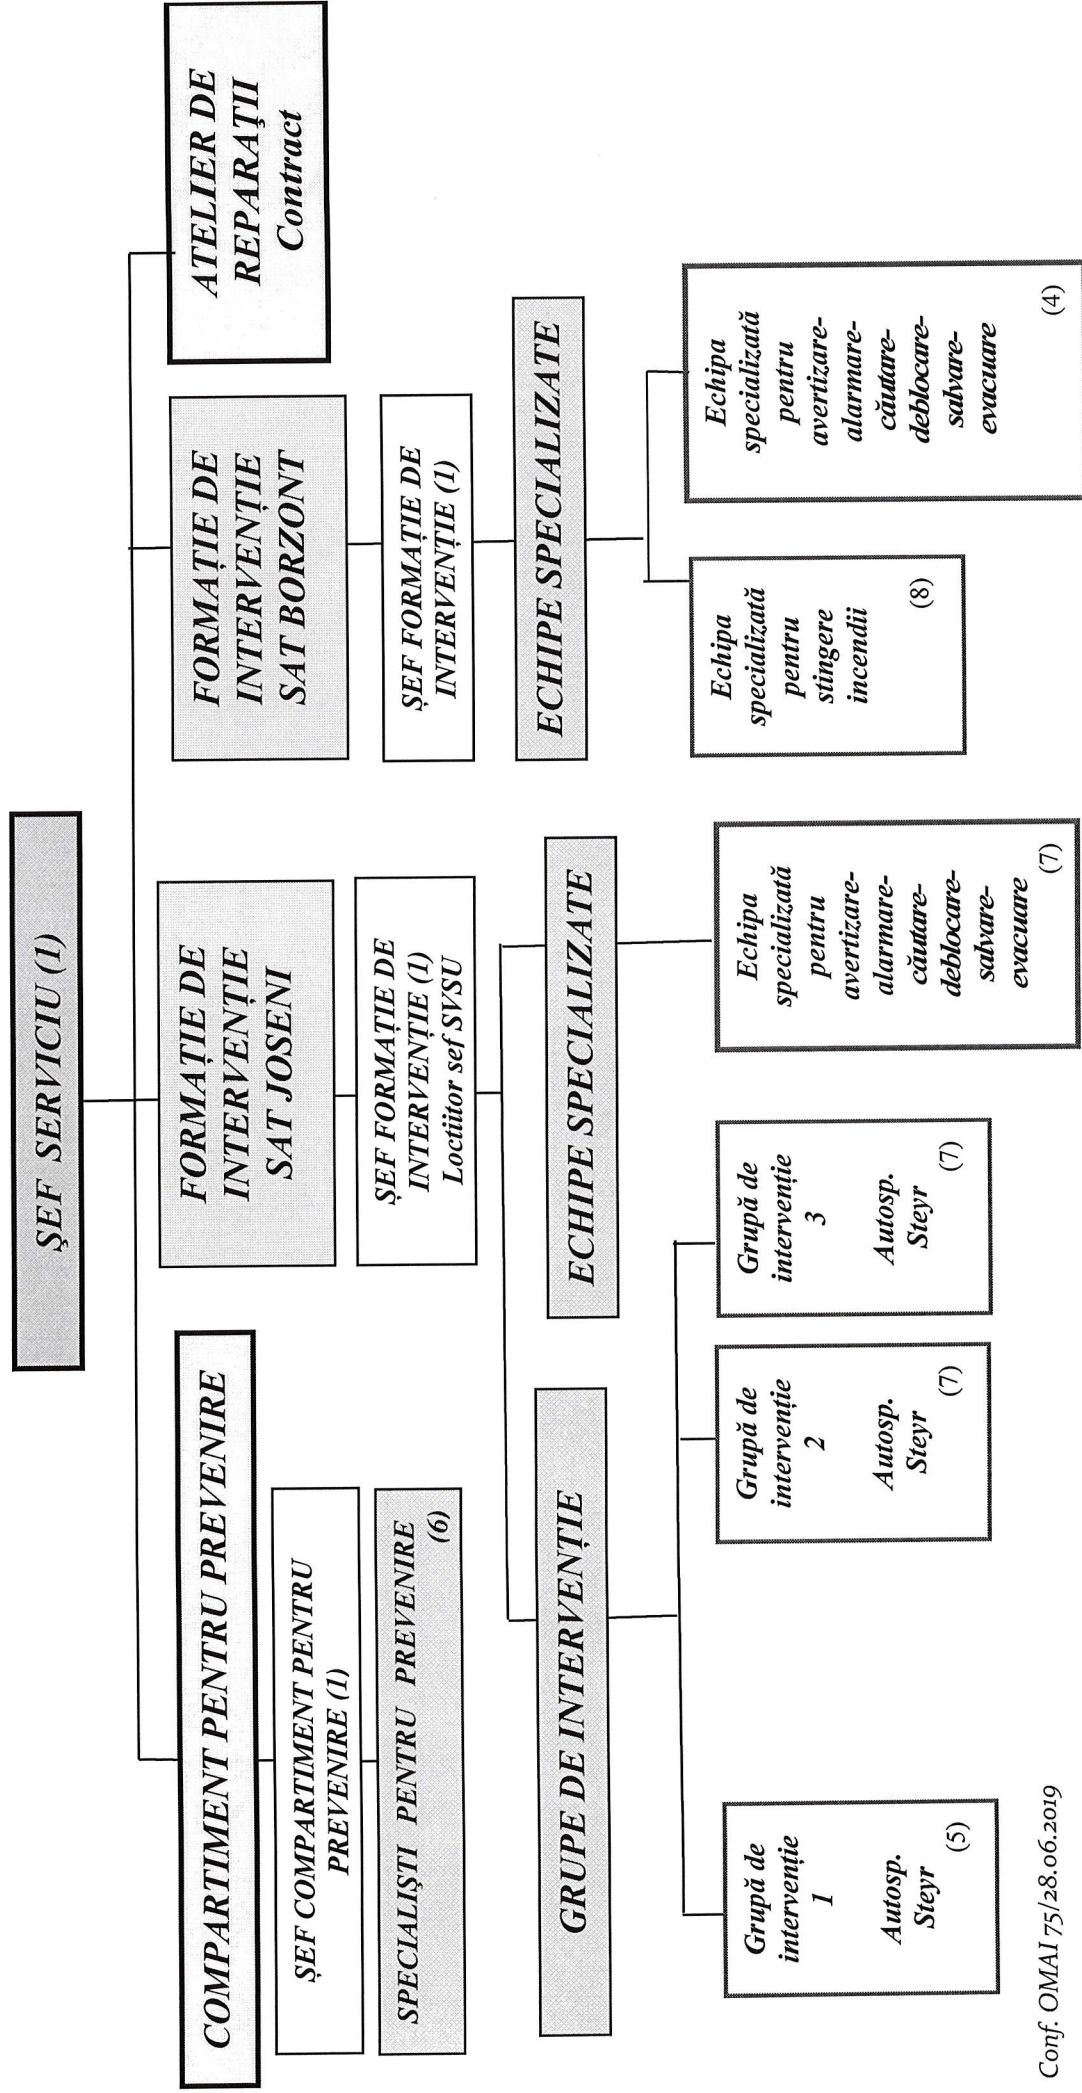 ŞEF SERVICIU (1)
COMPARTIMENT PENTRU PREVENIRE
ŞEF COMPARTIMENT PENTRU
PREVENIRE (1)
SPECIALIŞTI PENTRU PREVENIRE
(6)
FORMAȚIE DE
INTERVENȚIE
SAT JOSENI
ŞEF FORMAȚIE DE
INTERVENȚIE (1)
Loctiitor sef SVSU
FORMAȚIE DE
INTERVENȚIE
SAT BORZONT
ŞEF FORMAȚIE DE
INTERVENȚIE (1)
ATELIER DE
REPARAŢII
Contract
GRUPE DE INTERVENȚIE
ECHIPE SPECIALIZATE
ECHIPE SPECIALIZATE
Grupă de
intervenție
1
Autosp.
Steyr
(5)
Grupă de
intervenție
2
Autosp.
Steyr
(7)
Grupă de
intervenție
3
Autosp.
Steyr
(7)
Echipa
specializată
pentru
avertizare-
alarmare-
căutare-
deblocare-
salvare-
evacuare
(7)
Echipa
specializată
pentru
stingere
incendii
(8)
Echipa
specializată
pentru
avertizare-
alarmare-
căutare-
deblocare-
salvare-
evacuare
(4)
Conf. OMAI 75/28.06.2019